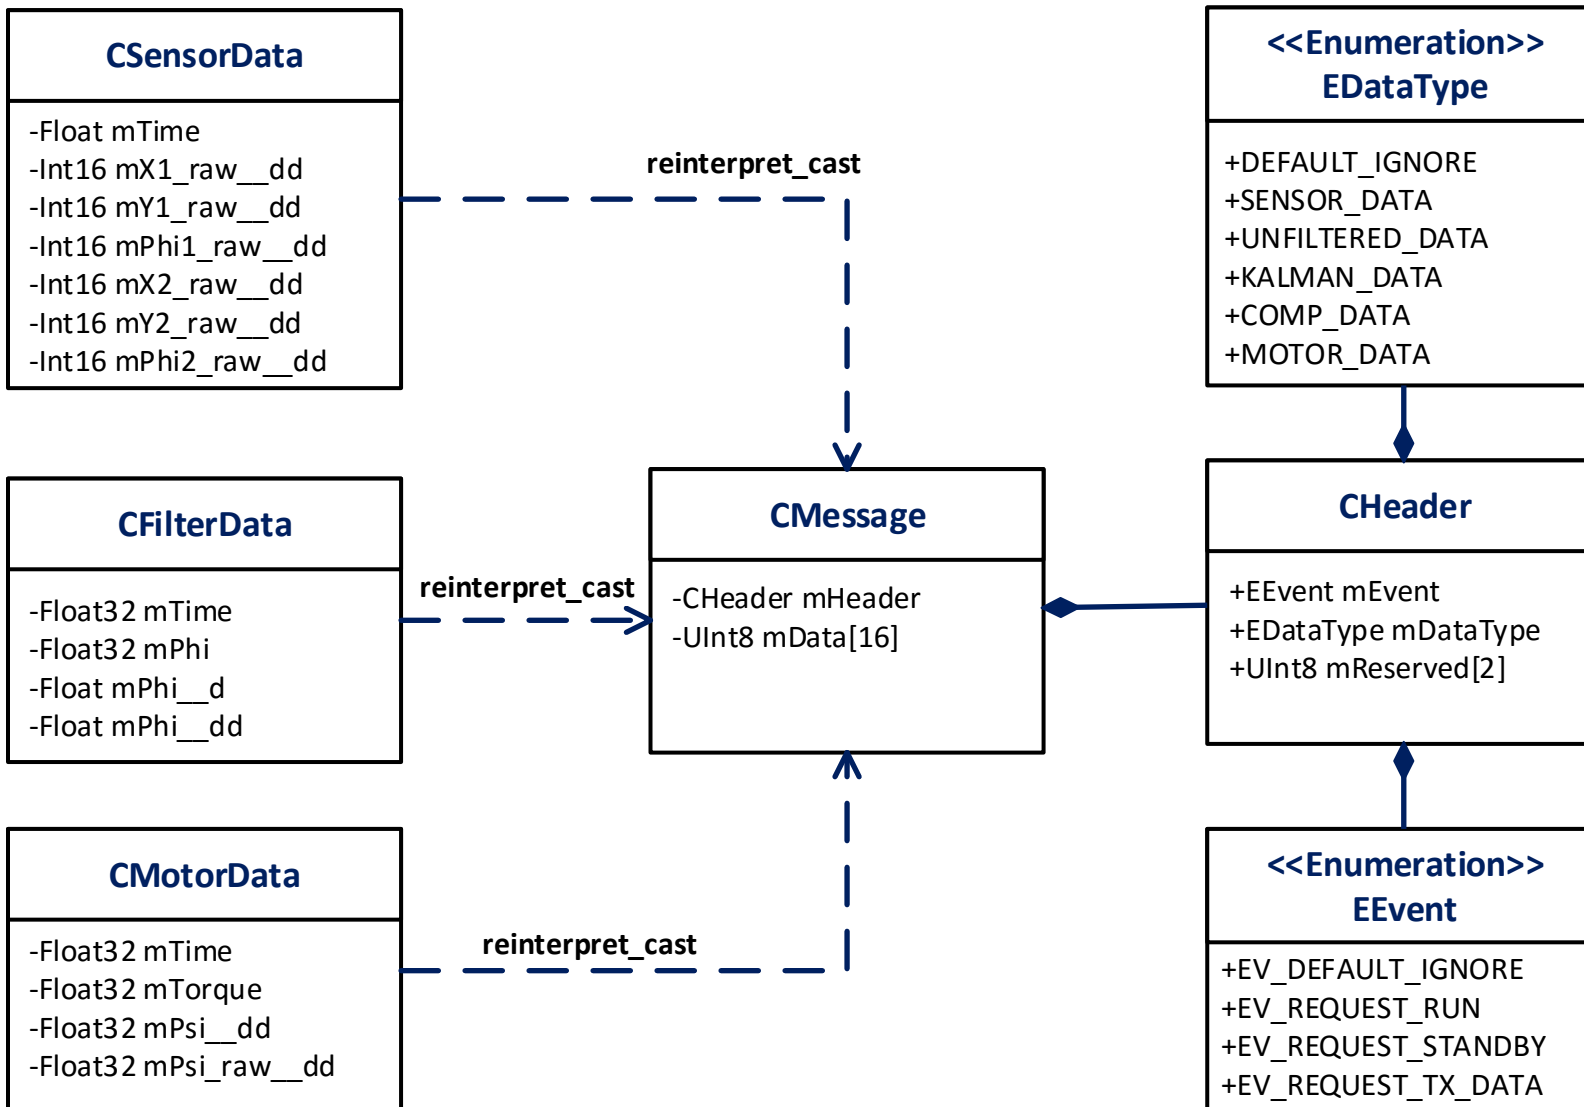 CSensorData
-Float mTime
-Int16 mX1_raw__dd
-Int16 mY1_raw__dd
-Int16 mPhi1_raw__dd
-Int16 mX2_raw__dd
-Int16 mY2_raw__dd
-Int16 mPhi2_raw__dd
reinterpret_cast
<<Enumeration>>
EDataType
+DEFAULT_IGNORE
+SENSOR_DATA
+UNFILTERED_DATA
+KALMAN_DATA
+COMP_DATA
+MOTOR_DATA
CFilterData
-Float32 mTime
-Float32 mPhi
-Float mPhi__d
-Float mPhi__dd
reinterpret_cast
CMessage
-CHeader mHeader
-UInt8 mData[16]
CHeader
+EEvent mEvent
+EDataType mDataType
+UInt8 mReserved[2]
CMotorData
-Float32 mTime
-Float32 mTorque
-Float32 mPsi__dd
-Float32 mPsi_raw__dd
reinterpret_cast
<<Enumeration>>
EEvent
+EV_DEFAULT_IGNORE
+EV_REQUEST_RUN
+EV_REQUEST_STANDBY
+EV_REQUEST_TX_DATA